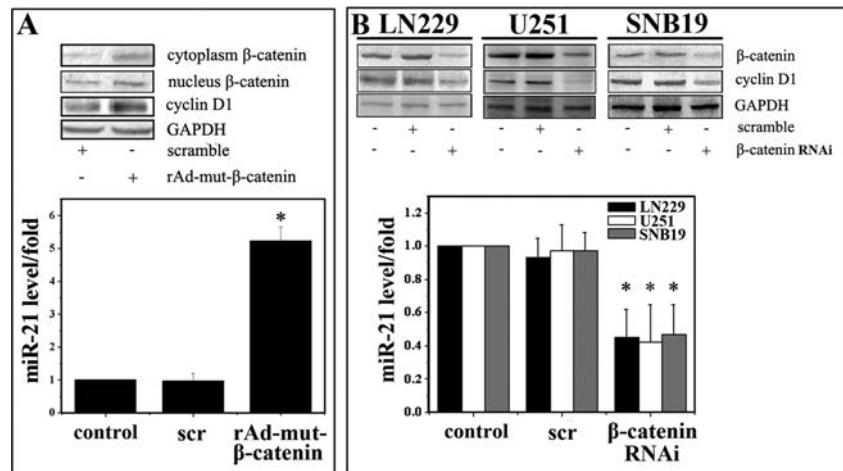 A
cytoplasm β-catenin
nucleus β-catenin
cyclin D1
GAPDH
+ - scramble
- + rAd-mut-β-catenin
miR-21 level/fold
6
5
4
3
2
1
0
*
control scr rAd-mut-
β-catenin
B LN229 U251 SNB19
β-catenin
cyclin D1
GAPDH
- + - - + - - + - scramble
- - + - - + - - + β-catenin RNAi
miR-21 level/fold
1.2
1.0
0.8
0.6
0.4
0.2
0.0
LN229
U251
SNB19
* * *
control scr β-catenin
RNAi